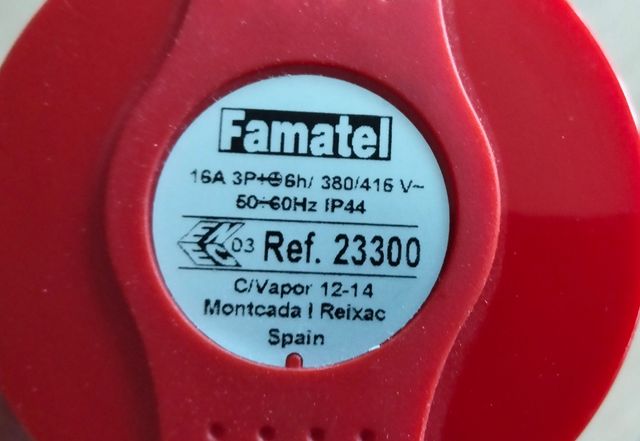 Famatel
16A 3P+⏚6h/ 380/415 V~
50÷60Hz IP44
ENEC 03 Ref. 23300
C/Vapor 12-14
Montcada I Reixac
Spain